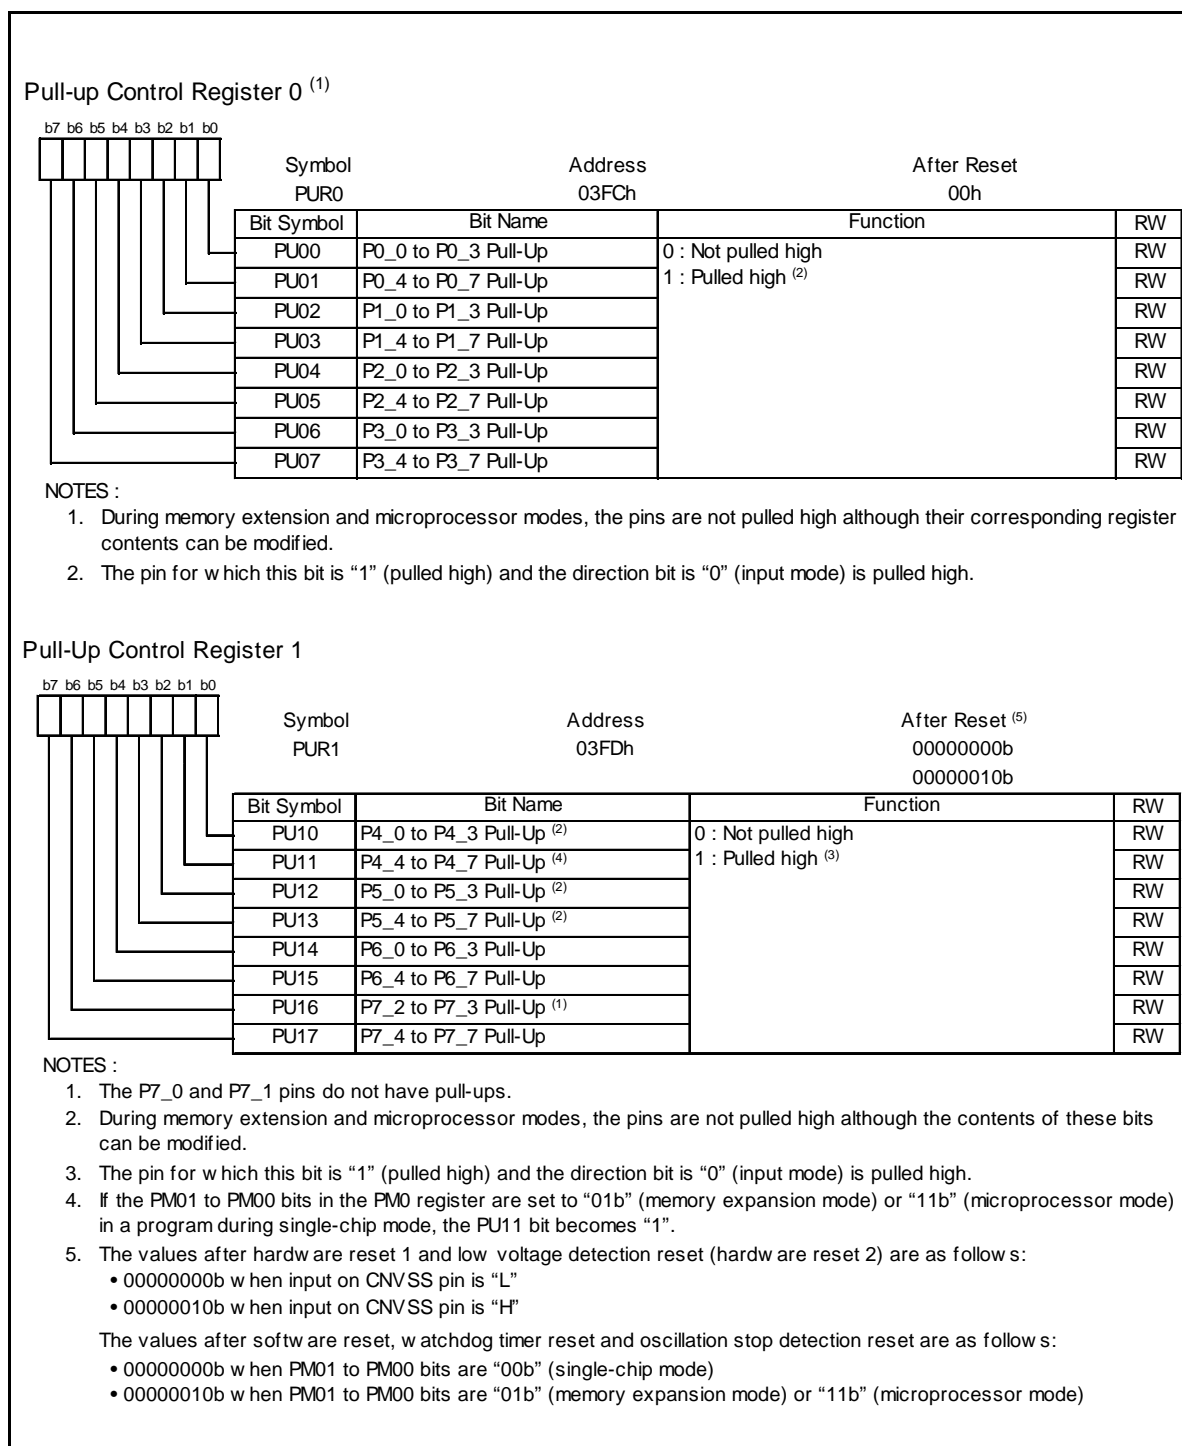 Pull-up Control Register 0 (1)
b7 b6 b5 b4 b3 b2 b1 b0
Symbol Address After Reset
PUR0 03FCh 00h
Bit Symbol Bit Name Function RW
PU00 P0_0 to P0_3 Pull-Up 0 : Not pulled high RW
PU01 P0_4 to P0_7 Pull-Up 1 : Pulled high (2) RW
PU02 P1_0 to P1_3 Pull-Up RW
PU03 P1_4 to P1_7 Pull-Up RW
PU04 P2_0 to P2_3 Pull-Up RW
PU05 P2_4 to P2_7 Pull-Up RW
PU06 P3_0 to P3_3 Pull-Up RW
PU07 P3_4 to P3_7 Pull-Up RW
NOTES :
1. During memory extension and microprocessor modes, the pins are not pulled high although their corresponding register
contents can be modified.
2. The pin for which this bit is “1” (pulled high) and the direction bit is “0” (input mode) is pulled high.
Pull-Up Control Register 1
b7 b6 b5 b4 b3 b2 b1 b0
Symbol Address After Reset (5)
PUR1 03FDh 00000000b
00000010b
Bit Symbol Bit Name Function RW
PU10 P4_0 to P4_3 Pull-Up (2) 0 : Not pulled high RW
PU11 P4_4 to P4_7 Pull-Up (4) 1 : Pulled high (3) RW
PU12 P5_0 to P5_3 Pull-Up (2) RW
PU13 P5_4 to P5_7 Pull-Up (2) RW
PU14 P6_0 to P6_3 Pull-Up RW
PU15 P6_4 to P6_7 Pull-Up RW
PU16 P7_2 to P7_3 Pull-Up (1) RW
PU17 P7_4 to P7_7 Pull-Up RW
NOTES :
1. The P7_0 and P7_1 pins do not have pull-ups.
2. During memory extension and microprocessor modes, the pins are not pulled high although the contents of these bits
can be modified.
3. The pin for which this bit is “1” (pulled high) and the direction bit is “0” (input mode) is pulled high.
4. If the PM01 to PM00 bits in the PM0 register are set to “01b” (memory expansion mode) or “11b” (microprocessor mode)
in a program during single-chip mode, the PU11 bit becomes “1”.
5. The values after hardware reset 1 and low voltage detection reset (hardware reset 2) are as follows:
• 00000000b when input on CNVSS pin is “L”
• 00000010b when input on CNVSS pin is “H”
The values after software reset, watchdog timer reset and oscillation stop detection reset are as follows:
• 00000000b when PM01 to PM00 bits are “00b” (single-chip mode)
• 00000010b when PM01 to PM00 bits are “01b” (memory expansion mode) or “11b” (microprocessor mode)